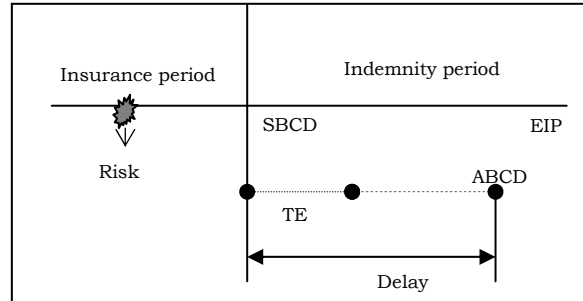 Insurance period
Indemnity period
SBCD
EIP
Risk
ABCD
TE
Delay